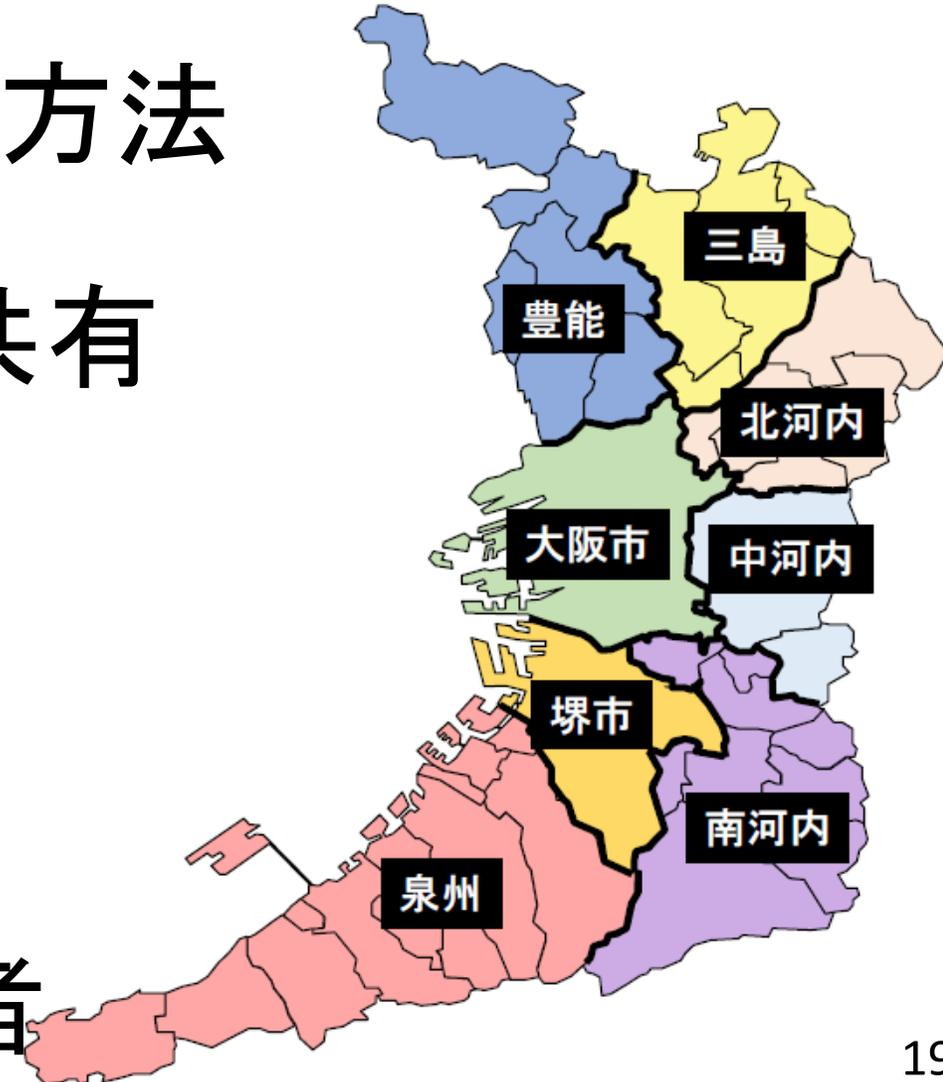 方法
三島
豊能
共有
北河内
大阪市
中河内
堺市
南河内
泉州
者
19